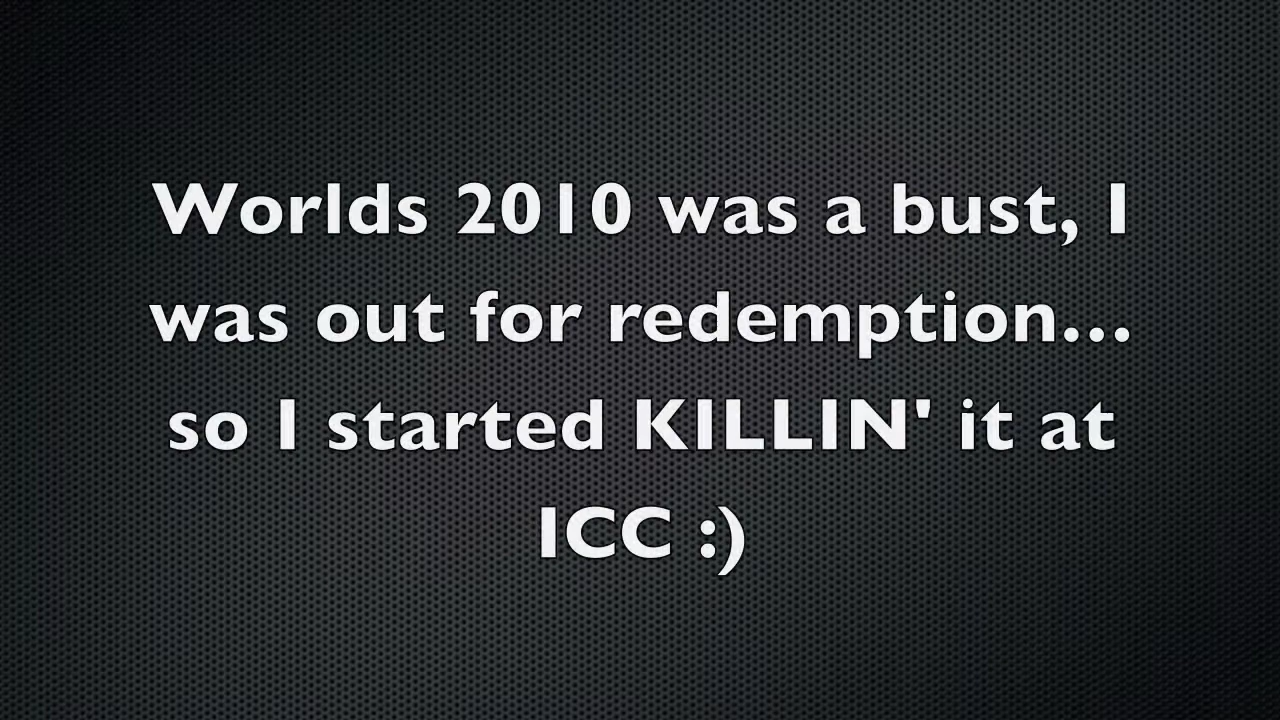 Worlds 2010 was a bust, I
was out for redemption...
so I started KILLIN' it at
ICC :)